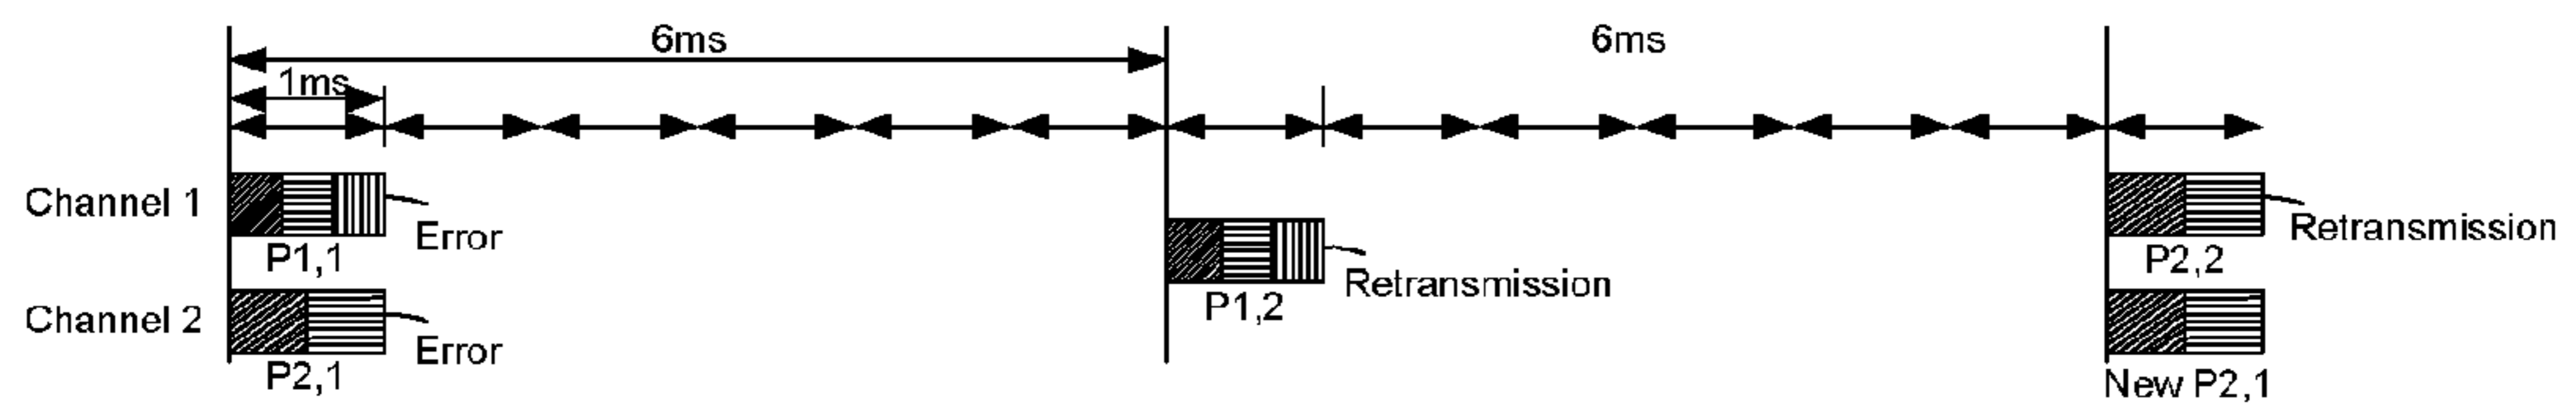 6ms
6ms
1ms
Channel 1
Error
P1,1
Retransmission
P1,2
Retransmission
P2,2
Channel 2
Error
P2,1
New P2,1